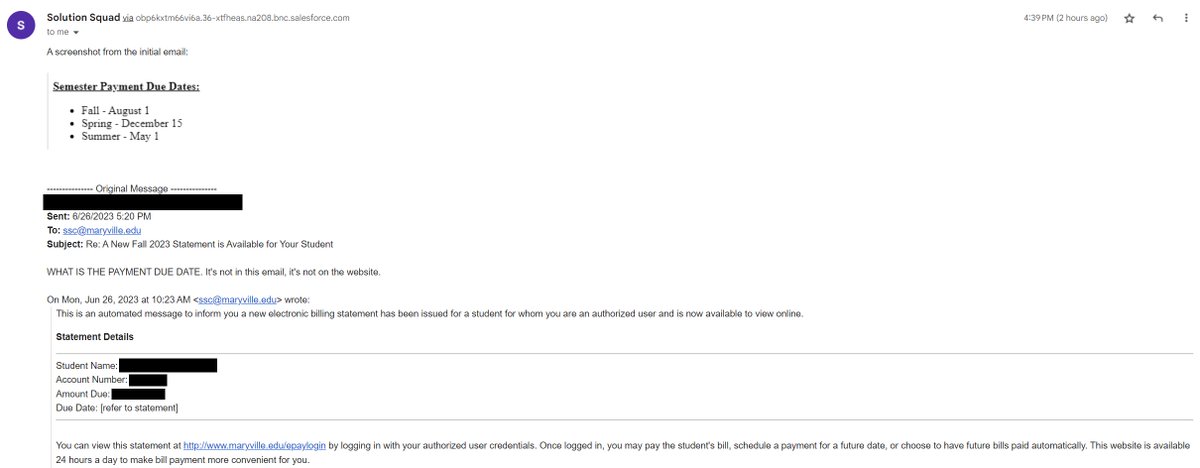 S
Solution Squad via obp6kxtm66vi6a.36-xtfheas.na208.bnc.salesforce.com
4:39 PM (2 hours ago)
to me
A screenshot from the initial email:
Semester Payment Due Dates:
• Fall - August 1
• Spring - December 15
• Summer - May 1
--------------- Original Message ---------------
Sent: 6/26/2023 5:20 PM
To: ssc@maryville.edu
Subject: Re: A New Fall 2023 Statement is Available for Your Student
WHAT IS THE PAYMENT DUE DATE. It's not in this email, it's not on the website.
On Mon, Jun 26, 2023 at 10:23 AM <ssc@maryville.edu> wrote:
This is an automated message to inform you a new electronic billing statement has been issued for a student for whom you are an authorized user and is now available to view online.
Statement Details
Student Name:
Account Number:
Amount Due:
Due Date: [refer to statement]
You can view this statement at http://www.maryville.edu/epaylogin by logging in with your authorized user credentials. Once logged in, you may pay the student's bill, schedule a payment for a future date, or choose to have future bills paid automatically. This website is available
24 hours a day to make bill payment more convenient for you.